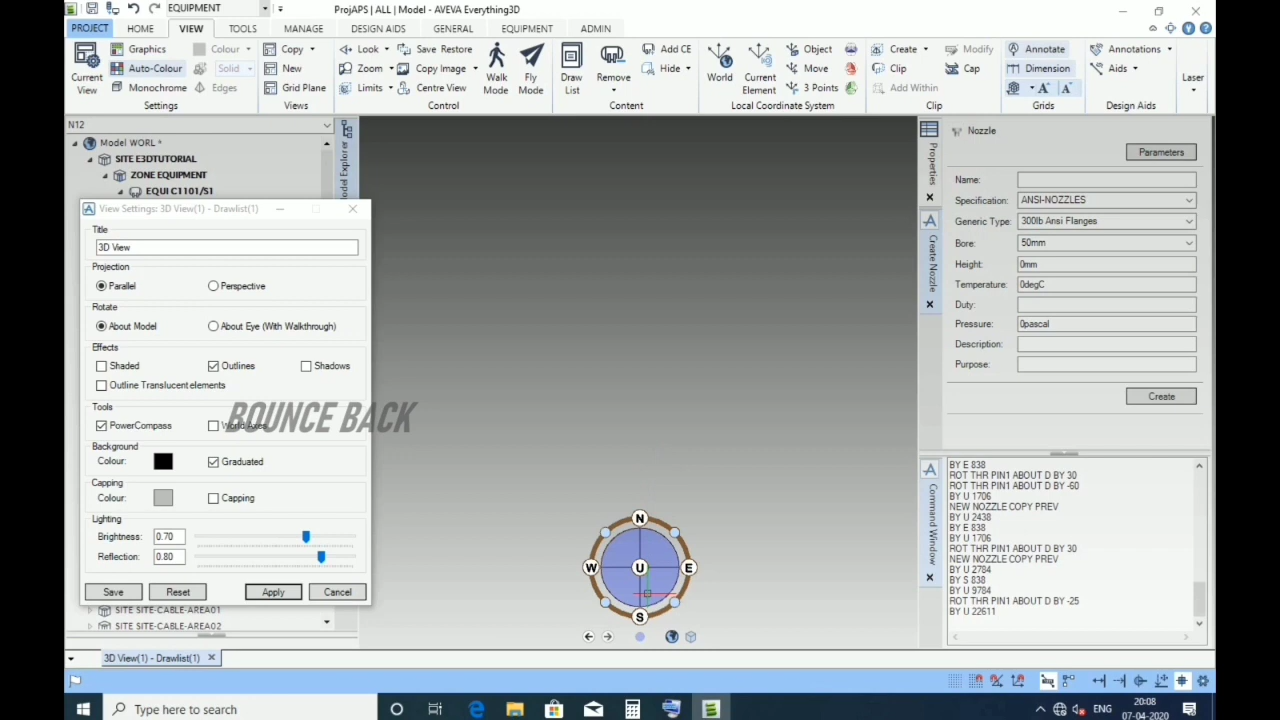 EQUIPMENT
ProjAPS | ALL | Model - AVEVA Everything3D
PROJECT HOME VIEW TOOLS MANAGE DESIGN AIDS GENERAL EQUIPMENT ADMIN
Current View
Graphics
Auto-Colour
Monochrome
Colour
Solid
Edges
Settings
Copy
New
Grid Plane
Views
Look
Zoom
Limits
Save Restore
Copy Image
Centre View
Walk Mode
Fly Mode
Control
Draw List
Remove
Add CE
Hide
Content
World
Current Element
Object
Move
3 Points
Local Coordinate System
Create
Clip
Add Within
Modify
Cap
Clip
Annotate
Dimension
A A
Grids
Annotations
Aids
Design Aids
Laser
N12
Model WORL *
SITE E3DTUTORIAL
ZONE EQUIPMENT
EQUI C1101/S1
Model Explorer
View Settings: 3D View(1) - Drawlist(1)
Title
3D View
Projection
Parallel Perspective
Rotate
About Model About Eye (With Walkthrough)
Effects
Shaded Outlines Shadows
Outline Translucent elements
Tools
PowerCompass World Axes
BOUNCE BACK
Background
Colour: Graduated
Capping
Colour: Capping
Lighting
Brightness: 0.70
Reflection: 0.80
Save Reset Apply Cancel
SITE SITE-CABLE-AREA01
SITE SITE-CABLE-AREA02
3D View(1) - Drawlist(1)
N
W U E
S
Properties
Create Nozzle
Command Window
Nozzle
Parameters
Name:
Specification: ANSI-NOZZLES
Generic Type: 300lb Ansi Flanges
Bore: 50mm
Height: 0mm
Temperature: 0degC
Duty:
Pressure: 0pascal
Description:
Purpose:
Create
BY E 838
ROT THR PIN1 ABOUT D BY 30
ROT THR PIN1 ABOUT D BY -60
BY U 1706
NEW NOZZLE COPY PREV
BY U 2438
BY E 838
BY U 1706
ROT THR PIN1 ABOUT D BY 30
NEW NOZZLE COPY PREV
BY U 2784
BY S 838
BY U 9784
ROT THR PIN1 ABOUT D BY -25
BY U 22611
Type here to search
ENG
20:08
07-04-2020